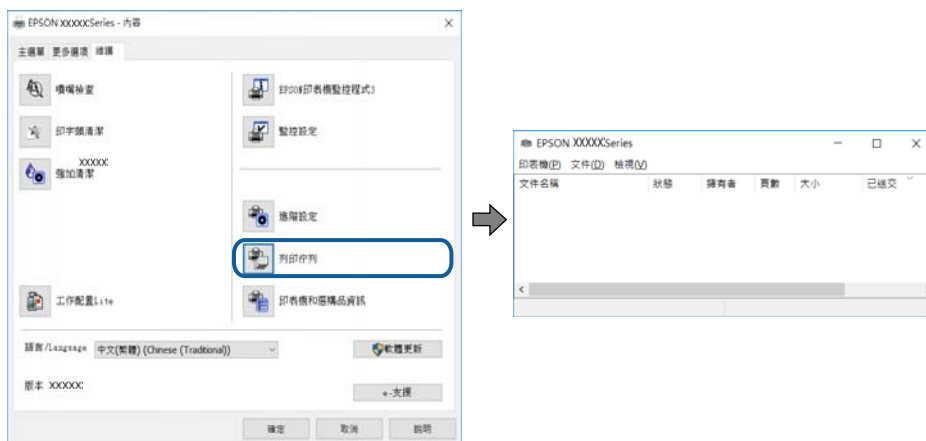 EPSON XXXXX Series - 內容
主選單 更多選項 維護
噴嘴檢查
EPSON印表機監控程式3
印字頭清潔
監控設定
XXXXX
強力清潔
進階設定
列印佇列
工作配置Lite
印表機和選購品資訊
語言/Language 中文(繁體) (Chinese (Traditional))
軟體更新
版本 XXXXX
e-支援
確定 取消 說明
EPSON XXXXX Series
印表機(P) 文件(D) 檢視(V)
文件名稱 狀態 擁有者 頁數 大小 已送交